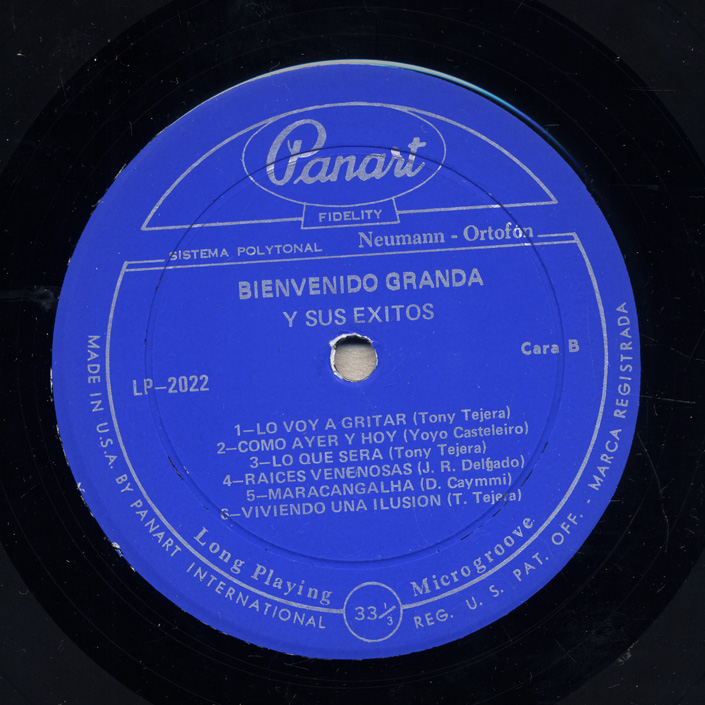 Panart
FIDELITY
SISTEMA POLYTONAL Neumann - Ortofón
BIENVENIDO GRANDA
Y SUS EXITOS
Cara B
LP-2022
1—LO VOY A GRITAR (Tony Tejera)
2—COMO AYER Y HOY (Yoyo Casteleiro)
3—LO QUE SERA (Tony Tejera)
4—RAICES VENENOSAS (J. R. Delgado)
5—MARACANGALHA (D. Caymmi)
6—VIVIENDO UNA ILUSION (T. Tejera)
Long Playing 33 1/3 Microgroove
MADE IN U.S.A. BY PANART INTERNATIONAL REG. U. S. PAT. OFF. - MARCA REGISTRADA